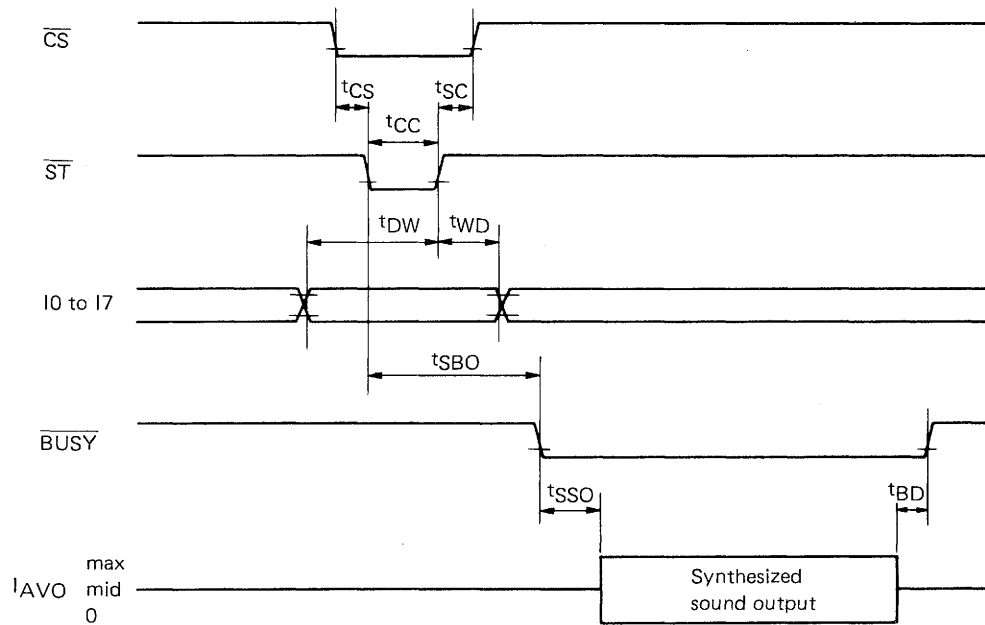 CS
tCS
tSC
tCC
ST
tDW
tWD
I0 to I7
tSBO
BUSY
tSSO
tBD
IAVO
max
mid
0
Synthesized
sound output